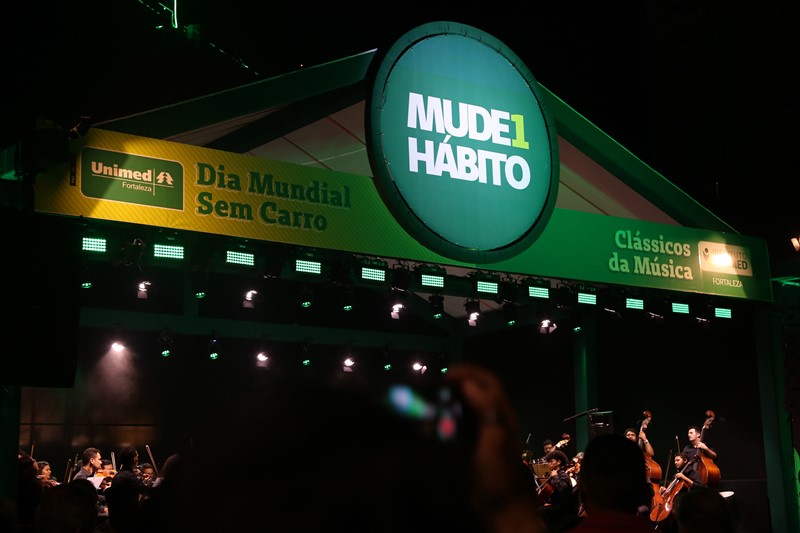 MUDE1
HÁBITO
Unimed
Fortaleza
Dia Mundial
Sem Carro
Clássicos
da Música
FORTALEZA